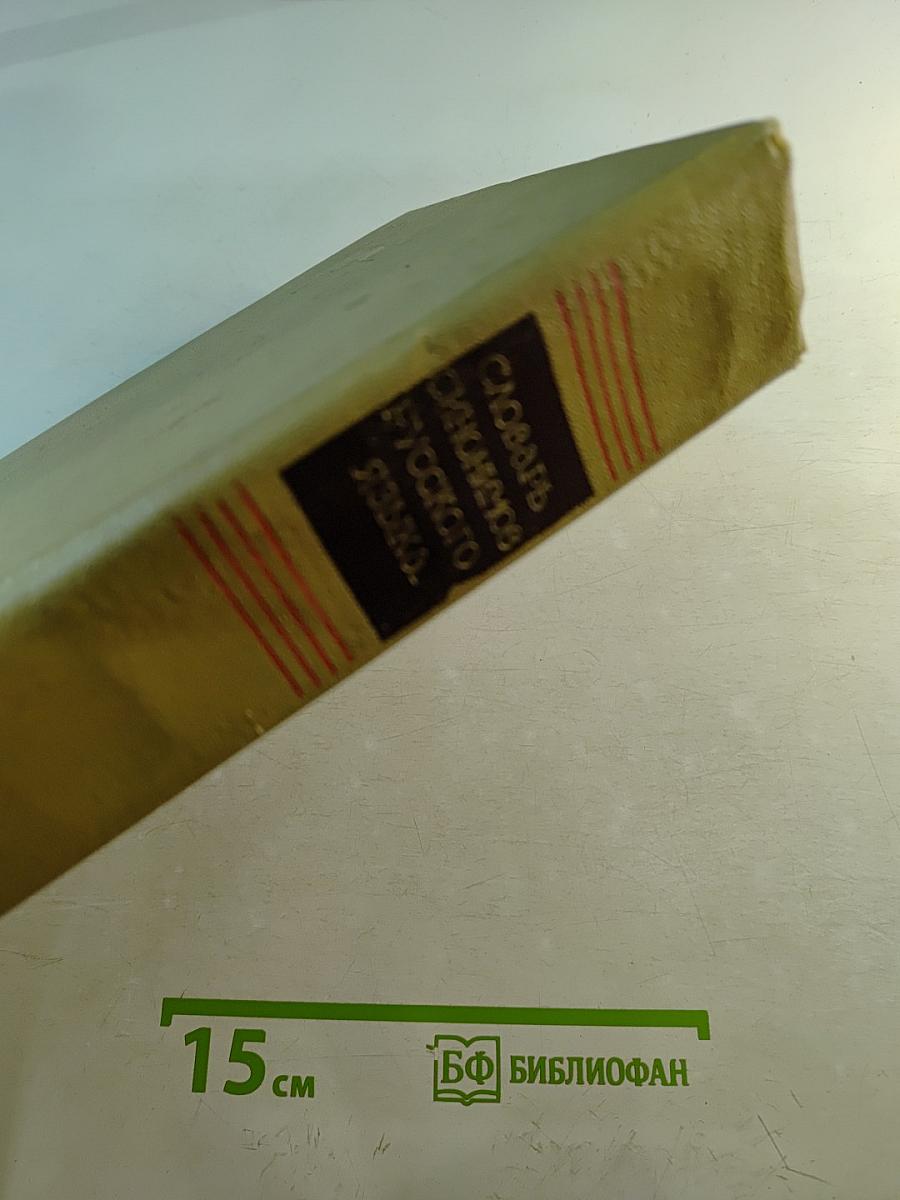 СЛОВАРЬ
СИНОНИМОВ
РУССКОГО
ЯЗЫКА
15 см
БФ БИБЛИОФАН